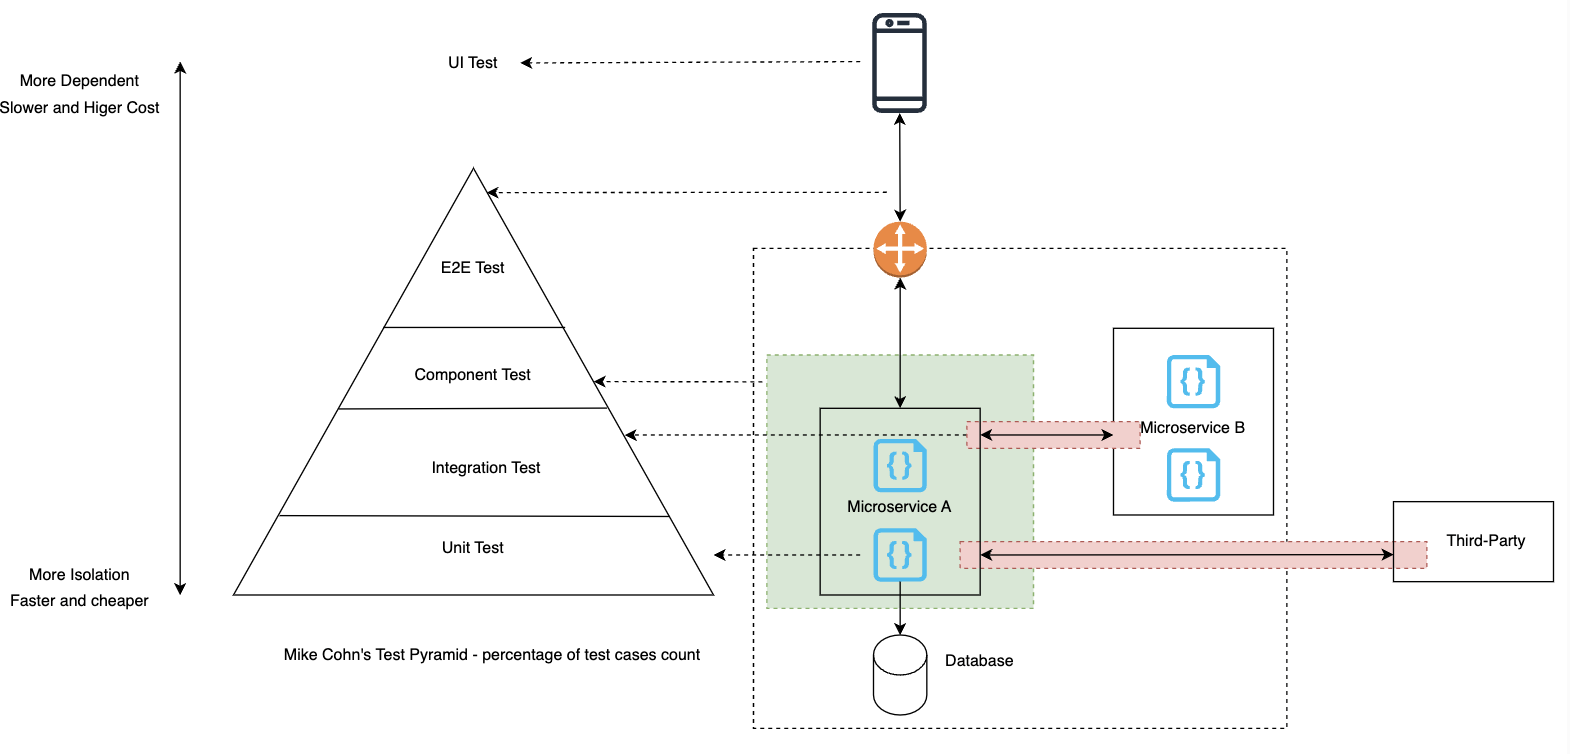 UI Test
More Dependent
Slower and Higer Cost
E2E Test
Component Test
Integration Test
Unit Test
More Isolation
Faster and cheaper
Mike Cohn's Test Pyramid - percentage of test cases count
{}
Microservice A
{}
Database
{}
Microservice B
{}
Third-Party